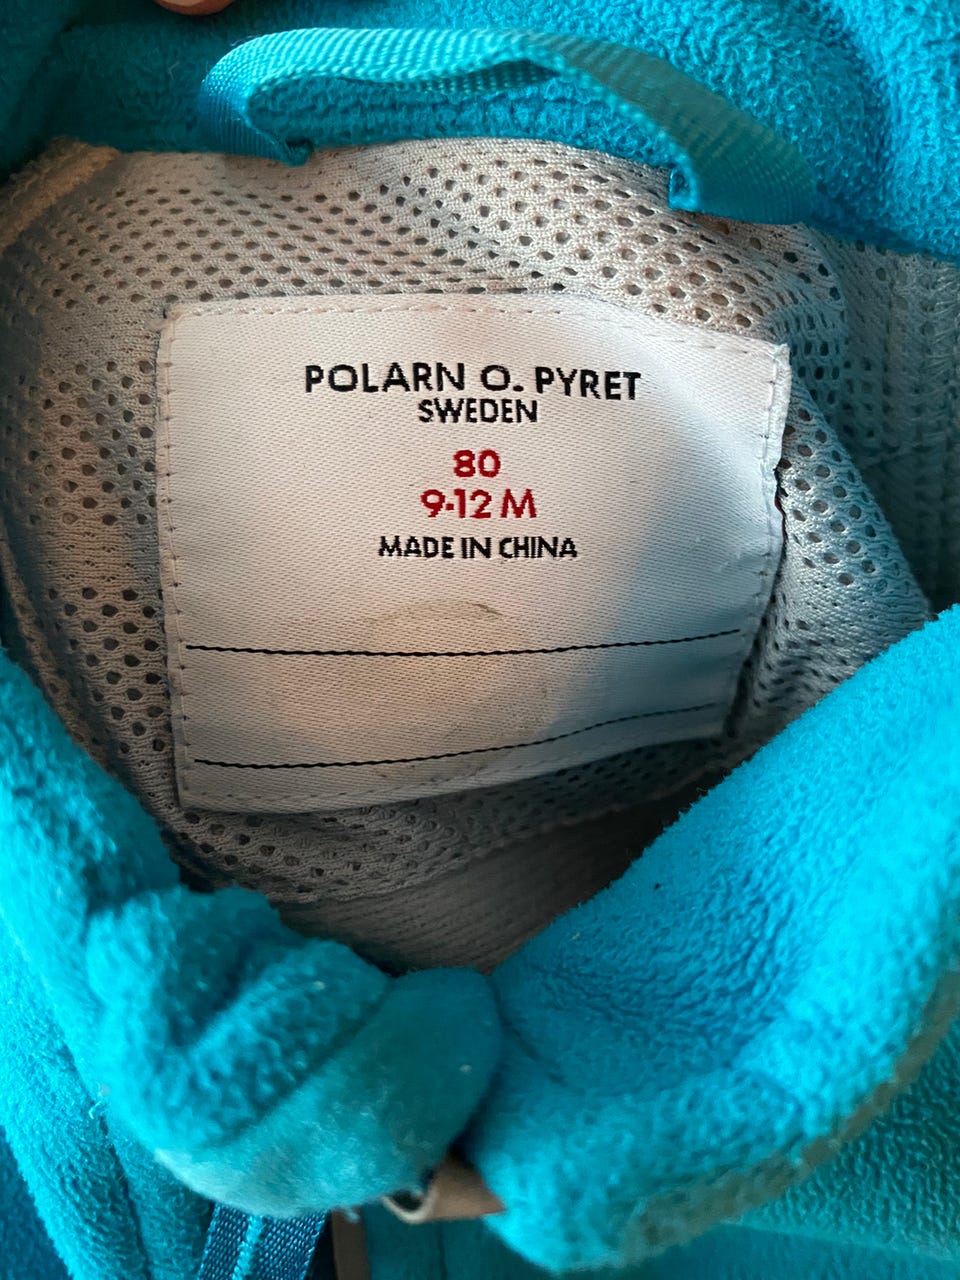 POLARN O. PYRET
SWEDEN
80
9-12 M
MADE IN CHINA